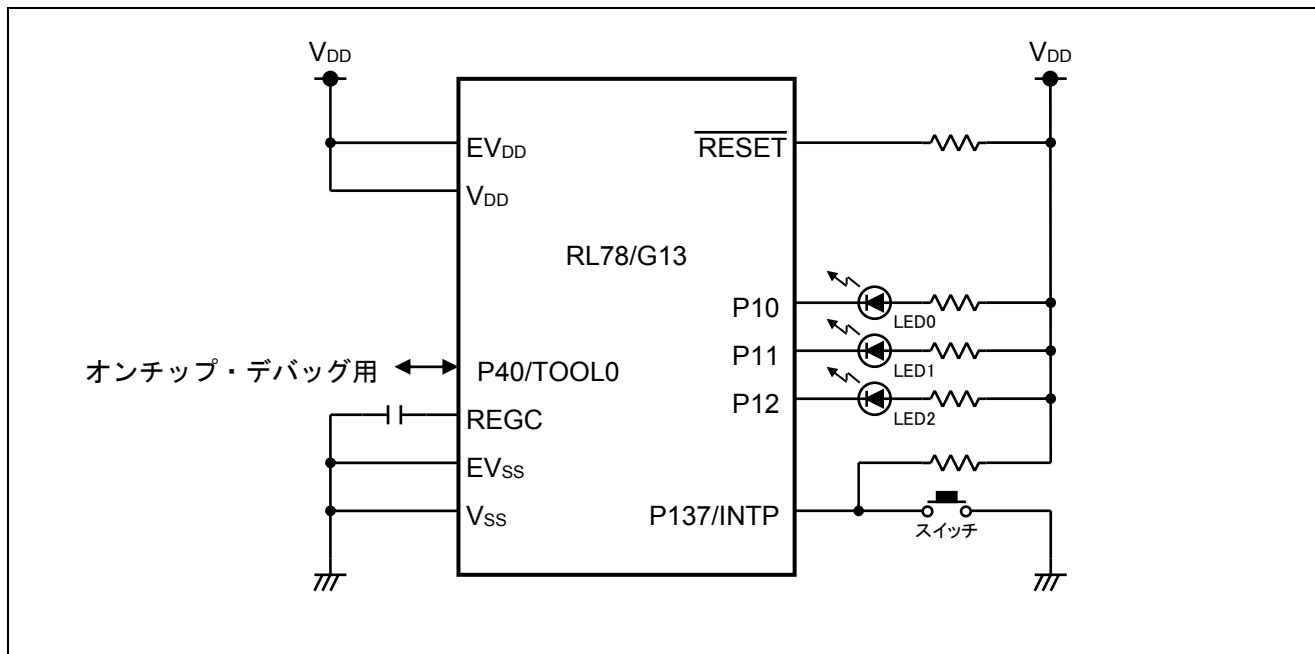 VDD
VDD
EVDD
RESET
VDD
RL78/G13
P10
LED0
P11
LED1
オンチップ・デバッグ用
P40/TOOL0
P12
LED2
REGC
EVSS
VSS
P137/INTP
スイッチ